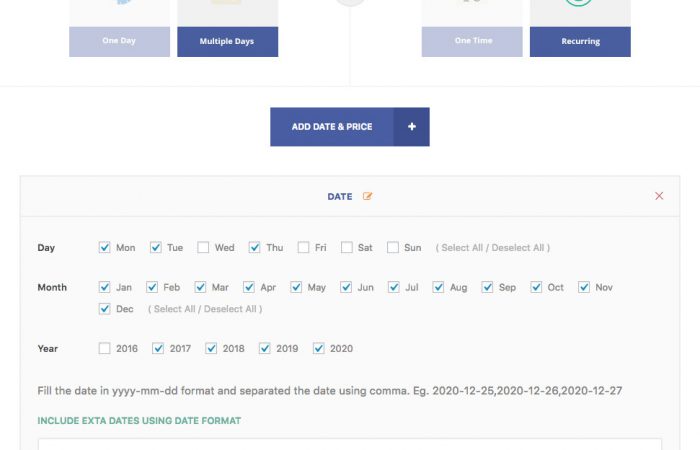 One Day Multiple Days One Time Recurring
ADD DATE & PRICE +
DATE
Day Mon Tue Wed Thu Fri Sat Sun ( Select All / Deselect All )
Month Jan Feb Mar Apr May Jun Jul Aug Sep Oct Nov
Dec ( Select All / Deselect All )
Year 2016 2017 2018 2019 2020
Fill the date in yyyy-mm-dd format and separated the date using comma. Eg. 2020-12-25,2020-12-26,2020-12-27
INCLUDE EXTA DATES USING DATE FORMAT